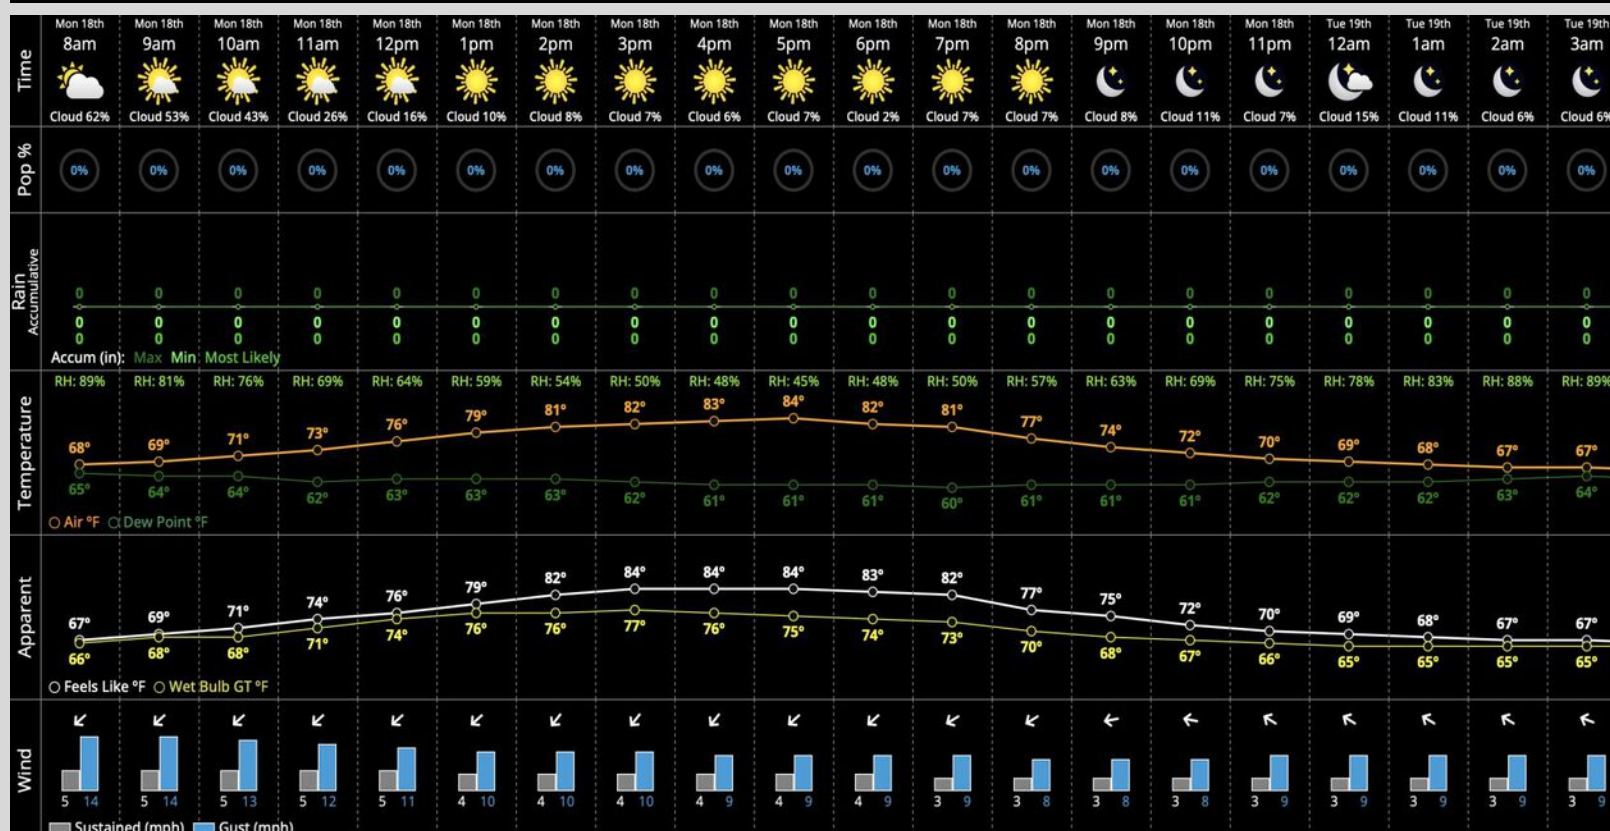 Time
Mon 18th Mon 18th Mon 18th Mon 18th Mon 18th Mon 18th Mon 18th Mon 18th Mon 18th Mon 18th Mon 18th Mon 18th Mon 18th Mon 18th Mon 18th Mon 18th Tue 19th Tue 19th Tue 19th Tue 19th
8am 9am 10am 11am 12pm 1pm 2pm 3pm 4pm 5pm 6pm 7pm 8pm 9pm 10pm 11pm 12am 1am 2am 3am
Cloud 62% Cloud 53% Cloud 43% Cloud 26% Cloud 16% Cloud 10% Cloud 8% Cloud 7% Cloud 6% Cloud 7% Cloud 2% Cloud 7% Cloud 7% Cloud 8% Cloud 11% Cloud 7% Cloud 15% Cloud 11% Cloud 6% Cloud 6%
Pop %
0% 0% 0% 0% 0% 0% 0% 0% 0% 0% 0% 0% 0% 0% 0% 0% 0% 0% 0% 0%
Rain
Accumulative
0 0 0 0 0 0 0 0 0 0 0 0 0 0 0 0 0 0 0 0
0 0 0 0 0 0 0 0 0 0 0 0 0 0 0 0 0 0 0 0
0 0 0 0 0 0 0 0 0 0 0 0 0 0 0 0 0 0 0 0
Accum (in): Max Min Most Likely
Temperature
RH: 89% RH: 81% RH: 76% RH: 69% RH: 64% RH: 59% RH: 54% RH: 50% RH: 48% RH: 45% RH: 48% RH: 50% RH: 57% RH: 63% RH: 69% RH: 75% RH: 78% RH: 83% RH: 88% RH: 89%
68° 69° 71° 73° 76° 79° 81° 82° 83° 84° 82° 81° 77° 74° 72° 70° 69° 68° 67° 67°
65° 64° 64° 62° 63° 63° 63° 62° 61° 61° 61° 60° 61° 61° 61° 62° 62° 62° 63° 64°
Air °F Dew Point °F
Apparent
67° 69° 71° 74° 76° 79° 82° 84° 84° 84° 83° 82° 77° 75° 72° 70° 69° 68° 67° 67°
66° 68° 68° 71° 74° 76° 76° 77° 76° 75° 74° 73° 70° 68° 67° 66° 65° 65° 65° 65°
Feels Like °F Wet Bulb GT °F
Wind
5 14 5 14 5 13 5 12 5 11 4 10 4 10 4 10 4 9 4 9 4 9 3 9 3 8 3 8 3 8 3 9 3 9 3 9 3 9 3 9
Sustained (mph) Gust (mph)